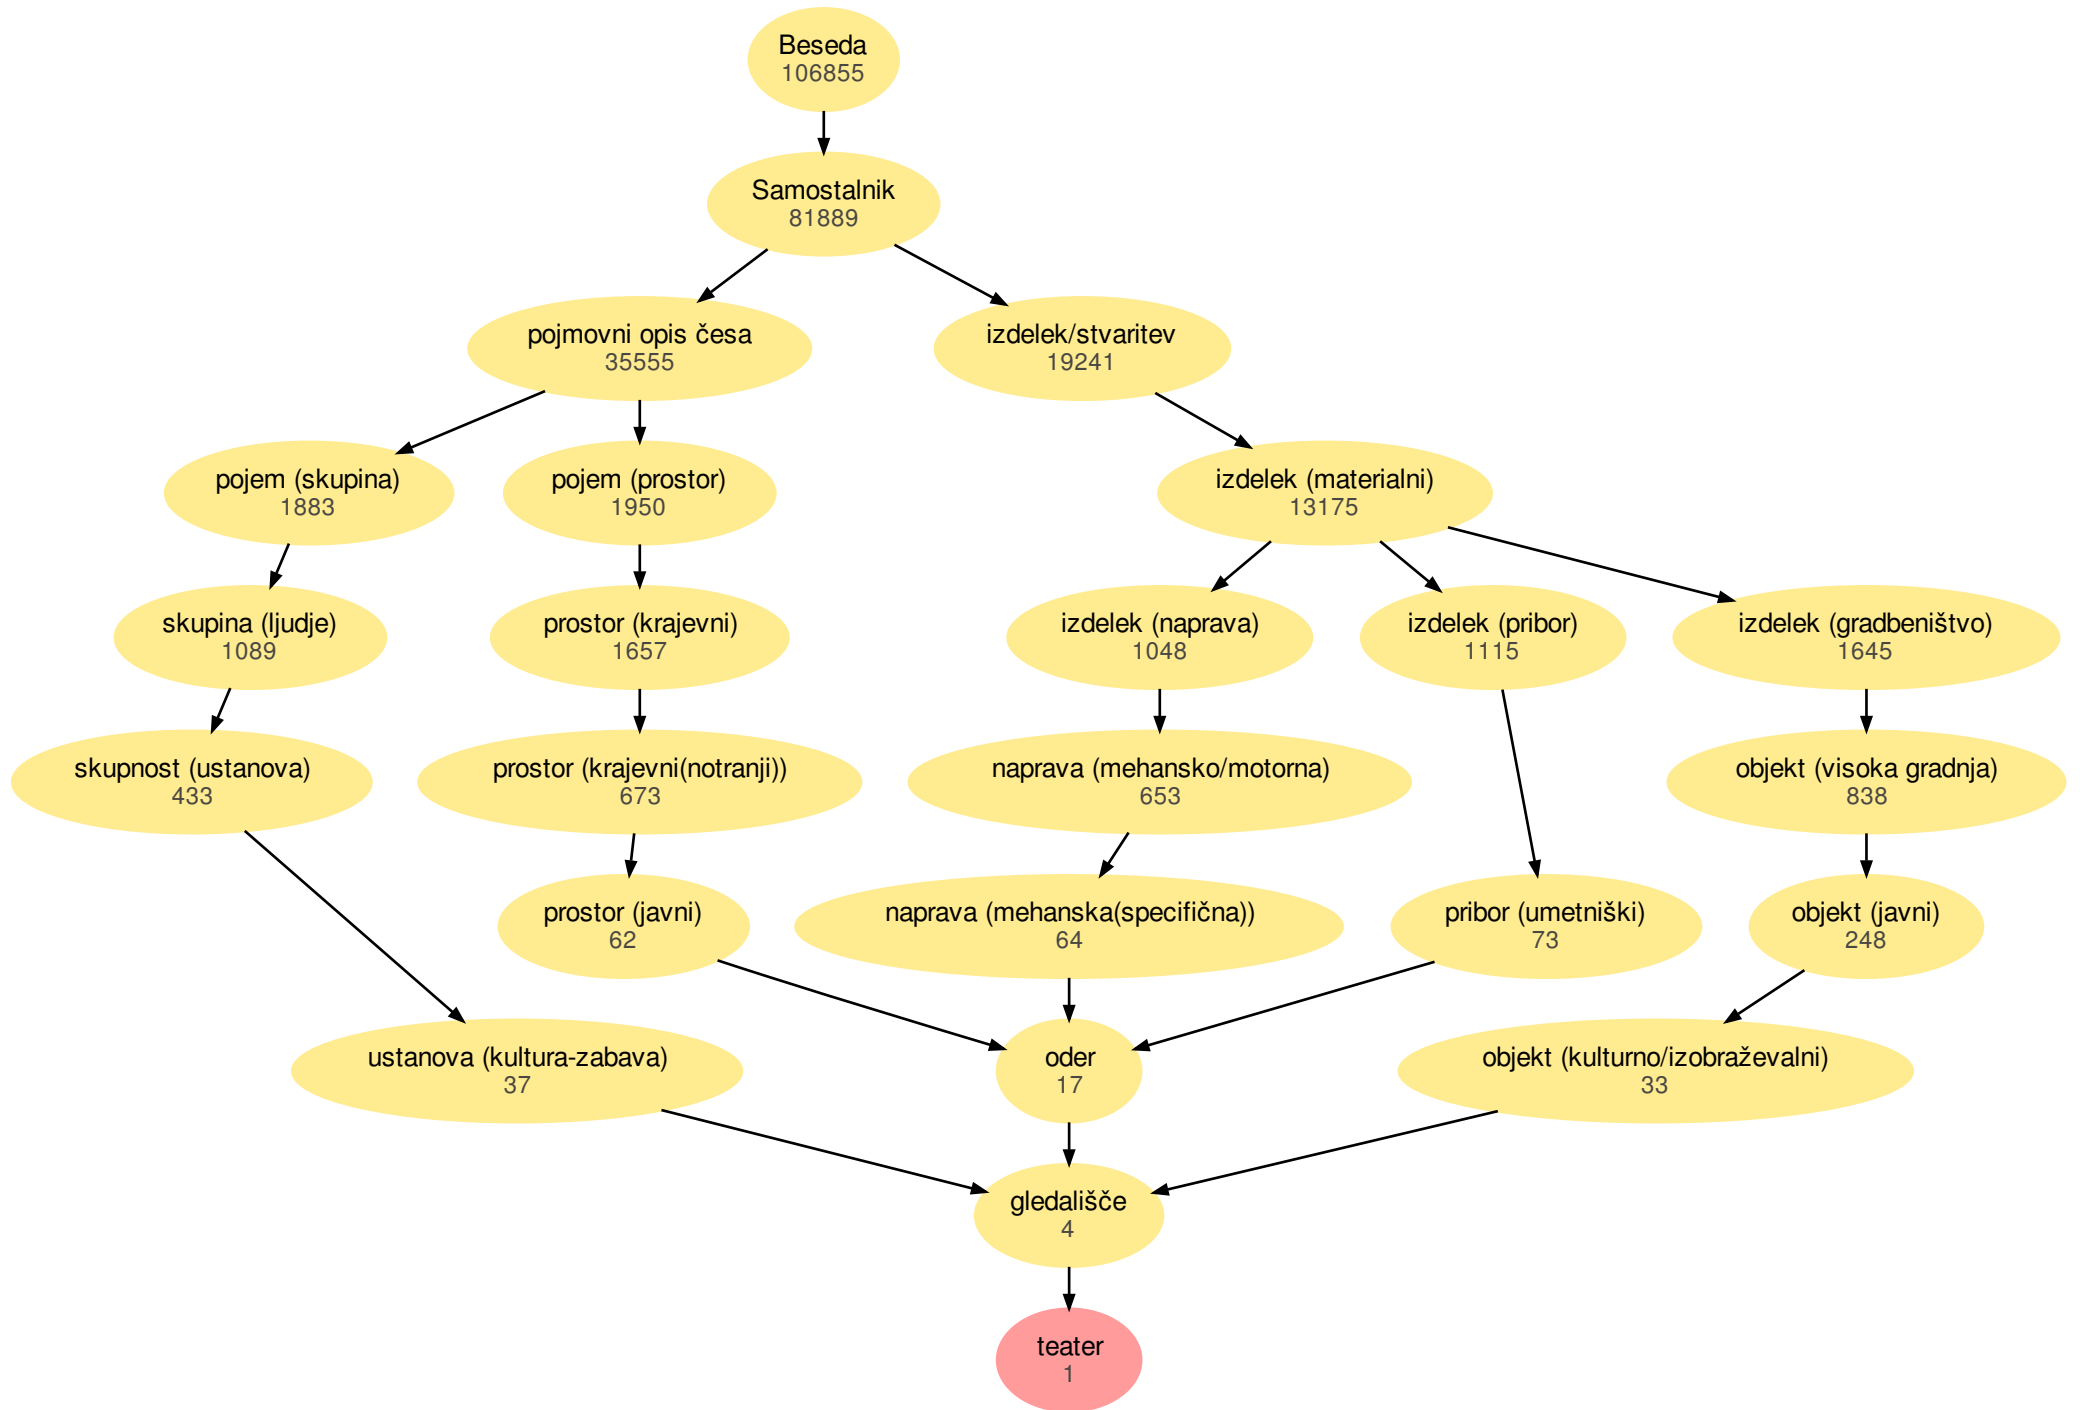 Beseda
106855
Samostalnik
81889
pojmovni opis česa
35555
izdelek/stvaritev
19241
pojem (skupina)
1883
pojem (prostor)
1950
izdelek (materialni)
13175
skupina (ljudje)
1089
prostor (krajevni)
1657
izdelek (naprava)
1048
izdelek (pribor)
1115
izdelek (gradbeništvo)
1645
skupnost (ustanova)
433
prostor (krajevni(notranji))
673
naprava (mehansko/motorna)
653
objekt (visoka gradnja)
838
prostor (javni)
62
naprava (mehanska(specifična))
64
pribor (umetniški)
73
objekt (javni)
248
ustanova (kultura-zabava)
37
oder
17
objekt (kulturno/izobraževalni)
33
gledališče
4
teater
1